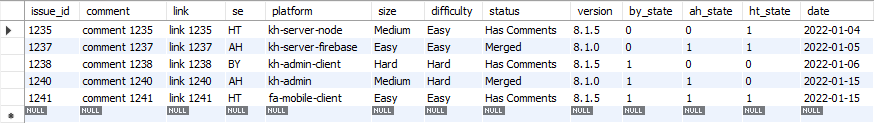 issue_id comment link se platform size difficulty status version by_state ah_state ht_state date
1235 comment 1235 link 1235 HT kh-server-node Medium Easy Has Comments 8.1.5 0 0 1 2022-01-04
1237 comment 1237 link 1237 AH kh-server-firebase Easy Easy Merged 8.1.0 0 1 1 2022-01-05
1238 comment 1238 link 1238 BY kh-admin-client Hard Hard Has Comments 8.1.5 1 0 0 2022-01-06
1240 comment 1240 link 1240 AH kh-admin Medium Hard Merged 8.1.0 1 1 0 2022-01-15
1241 comment 1241 link 1241 HT fa-mobile-client Easy Easy Has Comments 8.1.5 1 1 1 2022-01-15
NULL NULL NULL NULL NULL NULL NULL NULL NULL NULL NULL NULL NULL